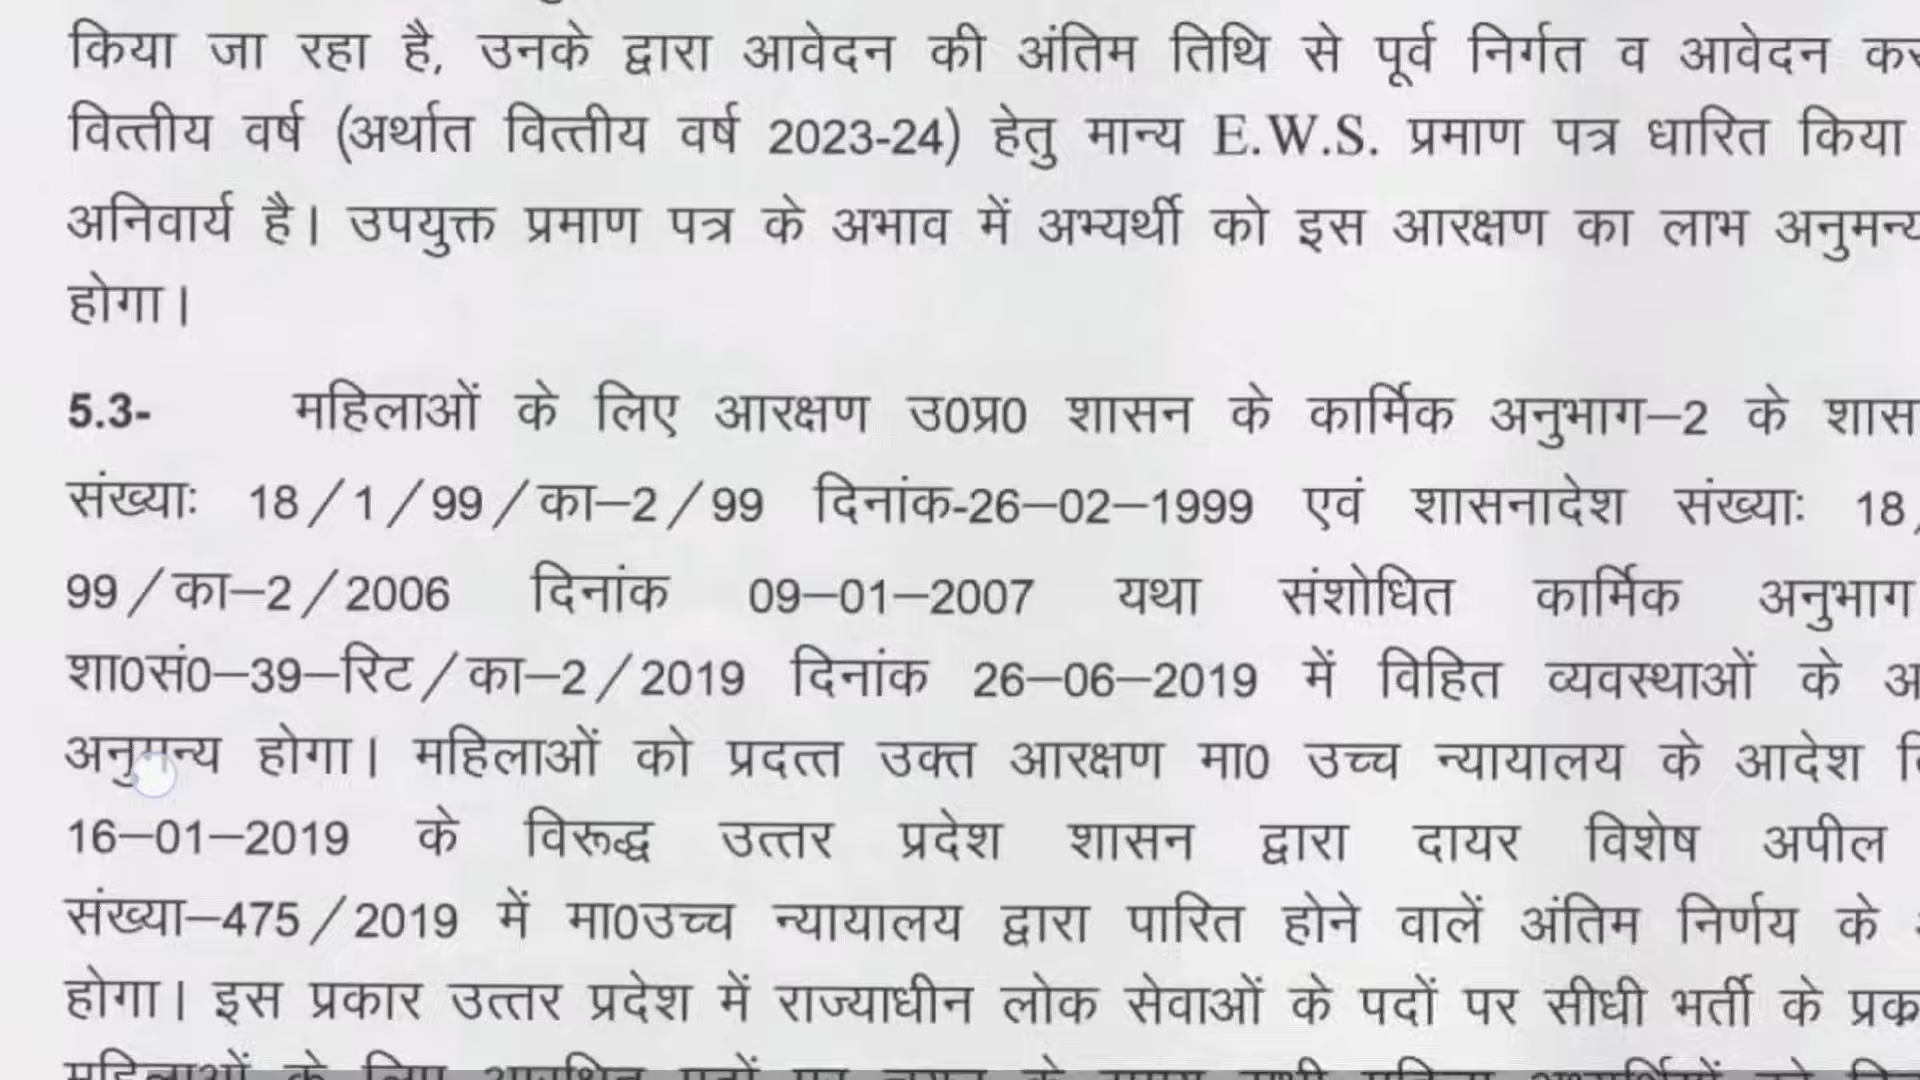 किया जा रहा है, उनके द्वारा आवेदन की अंतिम तिथि से पूर्व निर्गत व आवेदन
वित्तीय वर्ष (अर्थात वित्तीय वर्ष 2023-24) हेतु मान्य E.W.S. प्रमाण पत्र धारित किया
अनिवार्य है। उपयुक्त प्रमाण पत्र के अभाव में अभ्यर्थी को इस आरक्षण का लाभ अनुमन्य
होगा।
5.3- महिलाओं के लिए आरक्षण उ0प्र0 शासन के कार्मिक अनुभाग–2 के शास
संख्याः 18/1/99/का–2/99 दिनांक-26–02–1999 एवं शासनादेश संख्याः 18
99/का–2/2006 दिनांक 09–01–2007 यथा संशोधित कार्मिक अनुभाग
शा0सं0–39–रिट/का–2/2019 दिनांक 26–06–2019 में विहित व्यवस्थाओं के अ
अनुमन्य होगा। महिलाओं को प्रदत्त उक्त आरक्षण मा0 उच्च न्यायालय के आदेश
16–01–2019 के विरूद्ध उत्तर प्रदेश शासन द्वारा दायर विशेष अपील
संख्या–475/2019 में मा0उच्च न्यायालय द्वारा पारित होने वालें अंतिम निर्णय के
होगा। इस प्रकार उत्तर प्रदेश में राज्याधीन लोक सेवाओं के पदों पर सीधी भर्ती के प्रक